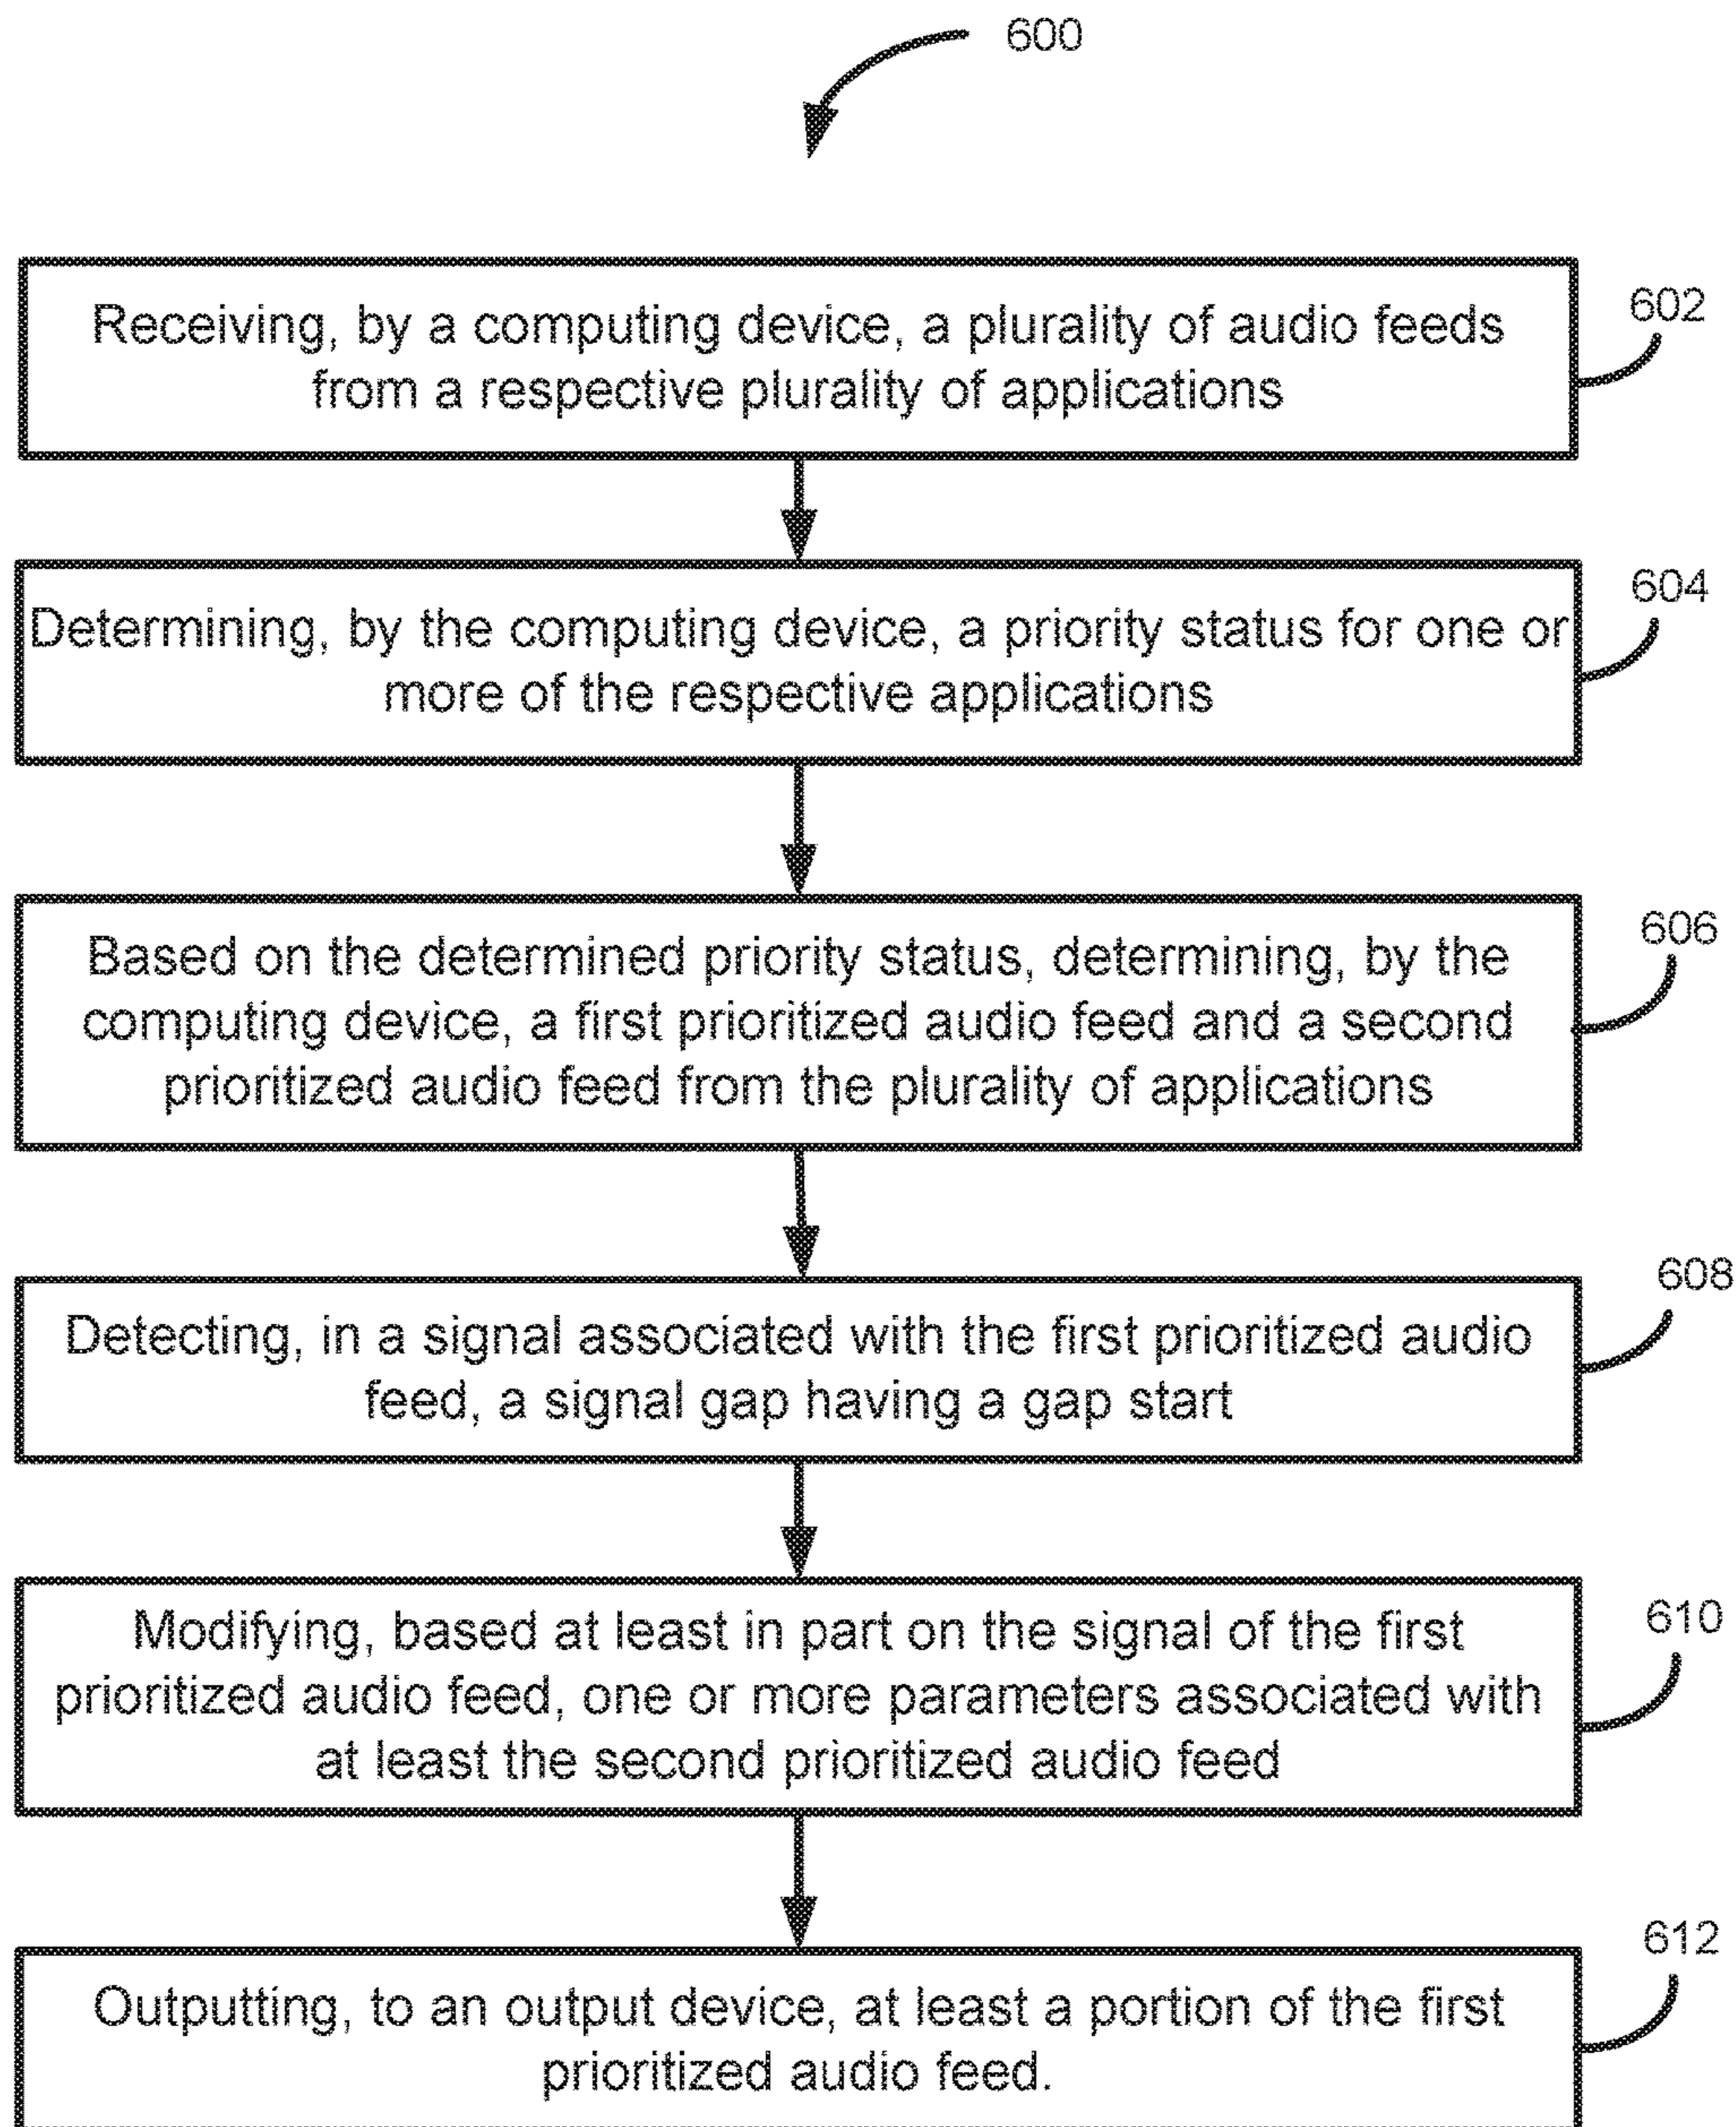 600
Receiving, by a computing device, a plurality of audio feeds
from a respective plurality of applications
602
Determining, by the computing device, a priority status for one or
more of the respective applications
604
Based on the determined priority status, determining, by the
computing device, a first prioritized audio feed and a second
prioritized audio feed from the plurality of applications
606
Detecting, in a signal associated with the first prioritized audio
feed, a signal gap having a gap start
608
Modifying, based at least in part on the signal of the first
prioritized audio feed, one or more parameters associated with
at least the second prioritized audio feed
610
Outputting, to an output device, at least a portion of the first
prioritized audio feed.
612